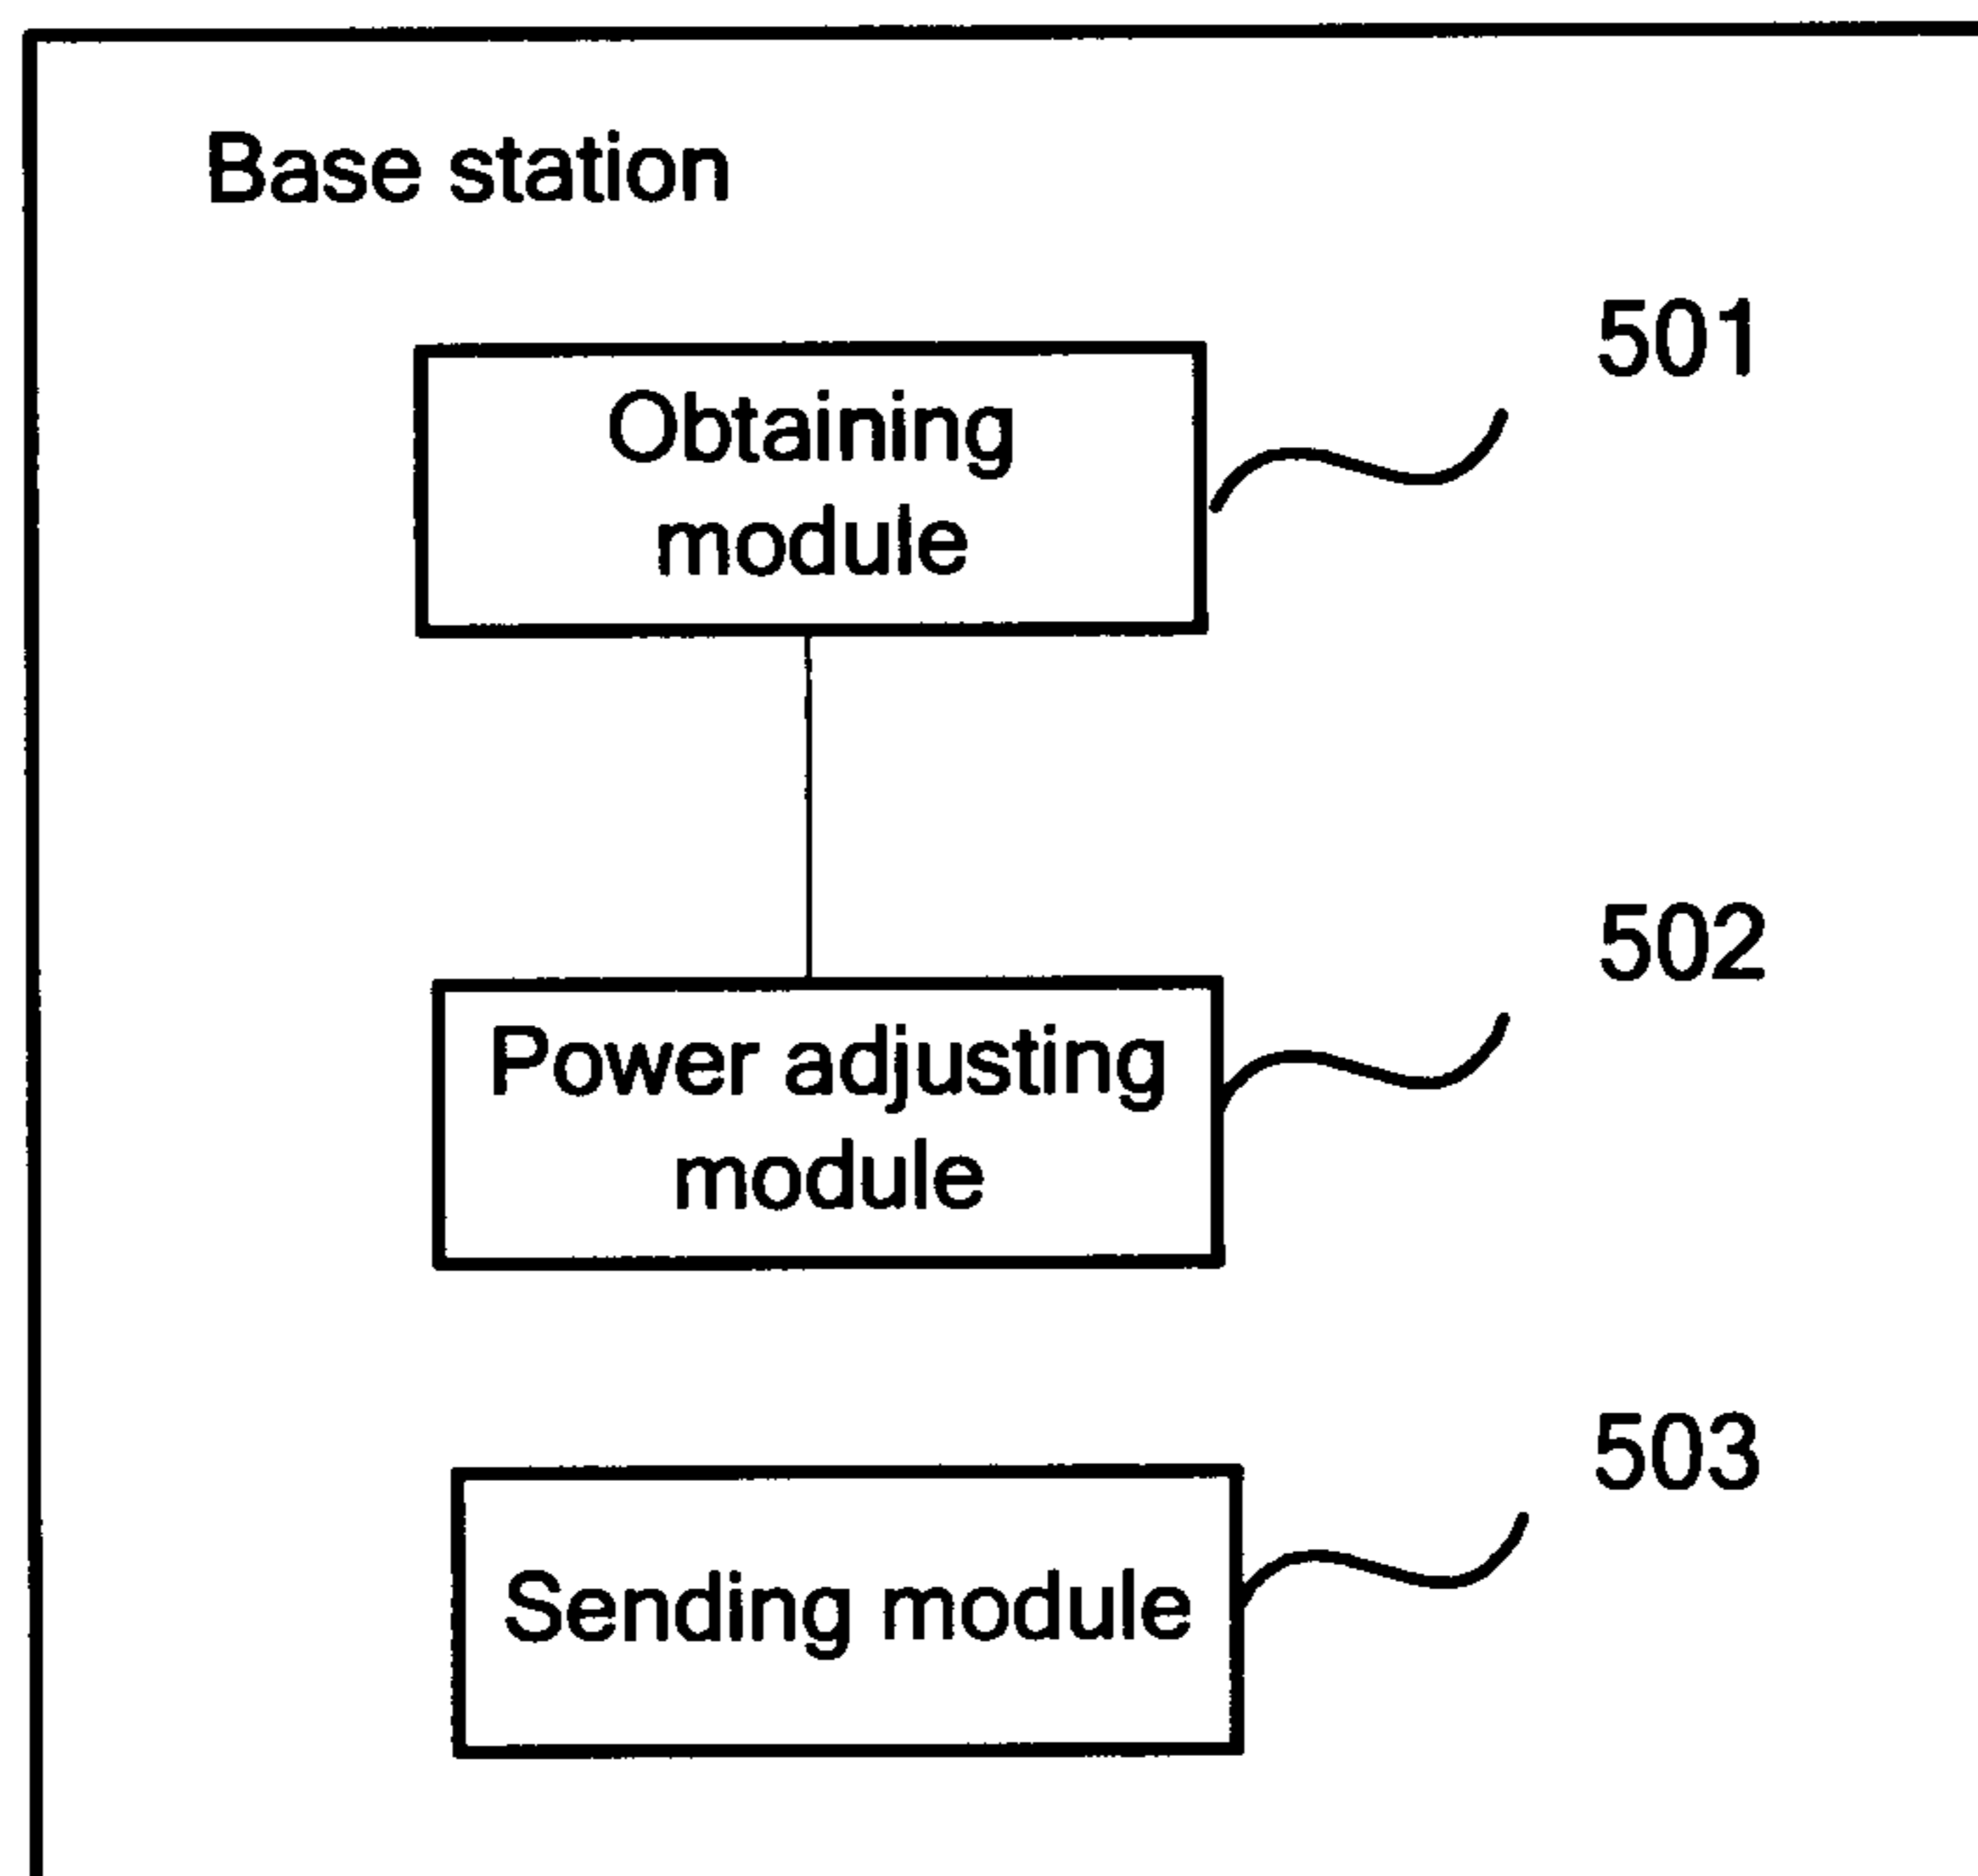 Base station
501
Obtaining
module
502
Power adjusting
module
503
Sending module